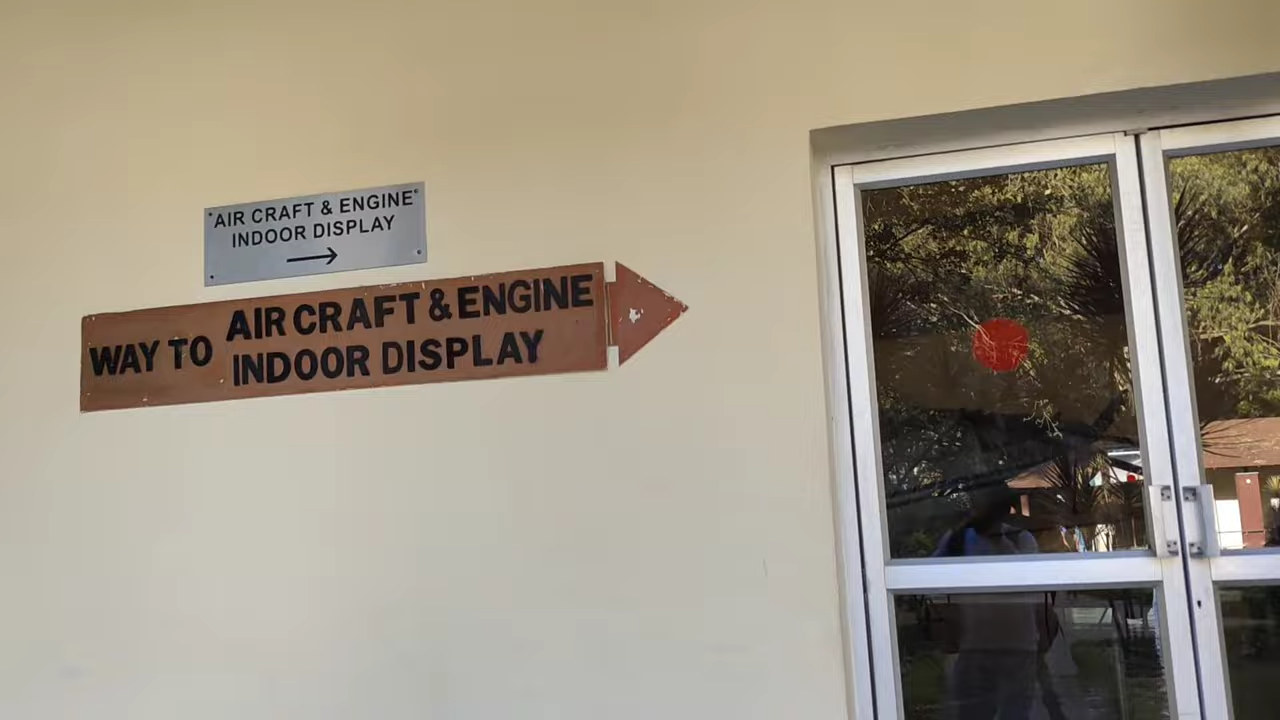 AIR CRAFT & ENGINE
INDOOR DISPLAY
WAY TO AIR CRAFT & ENGINE
INDOOR DISPLAY